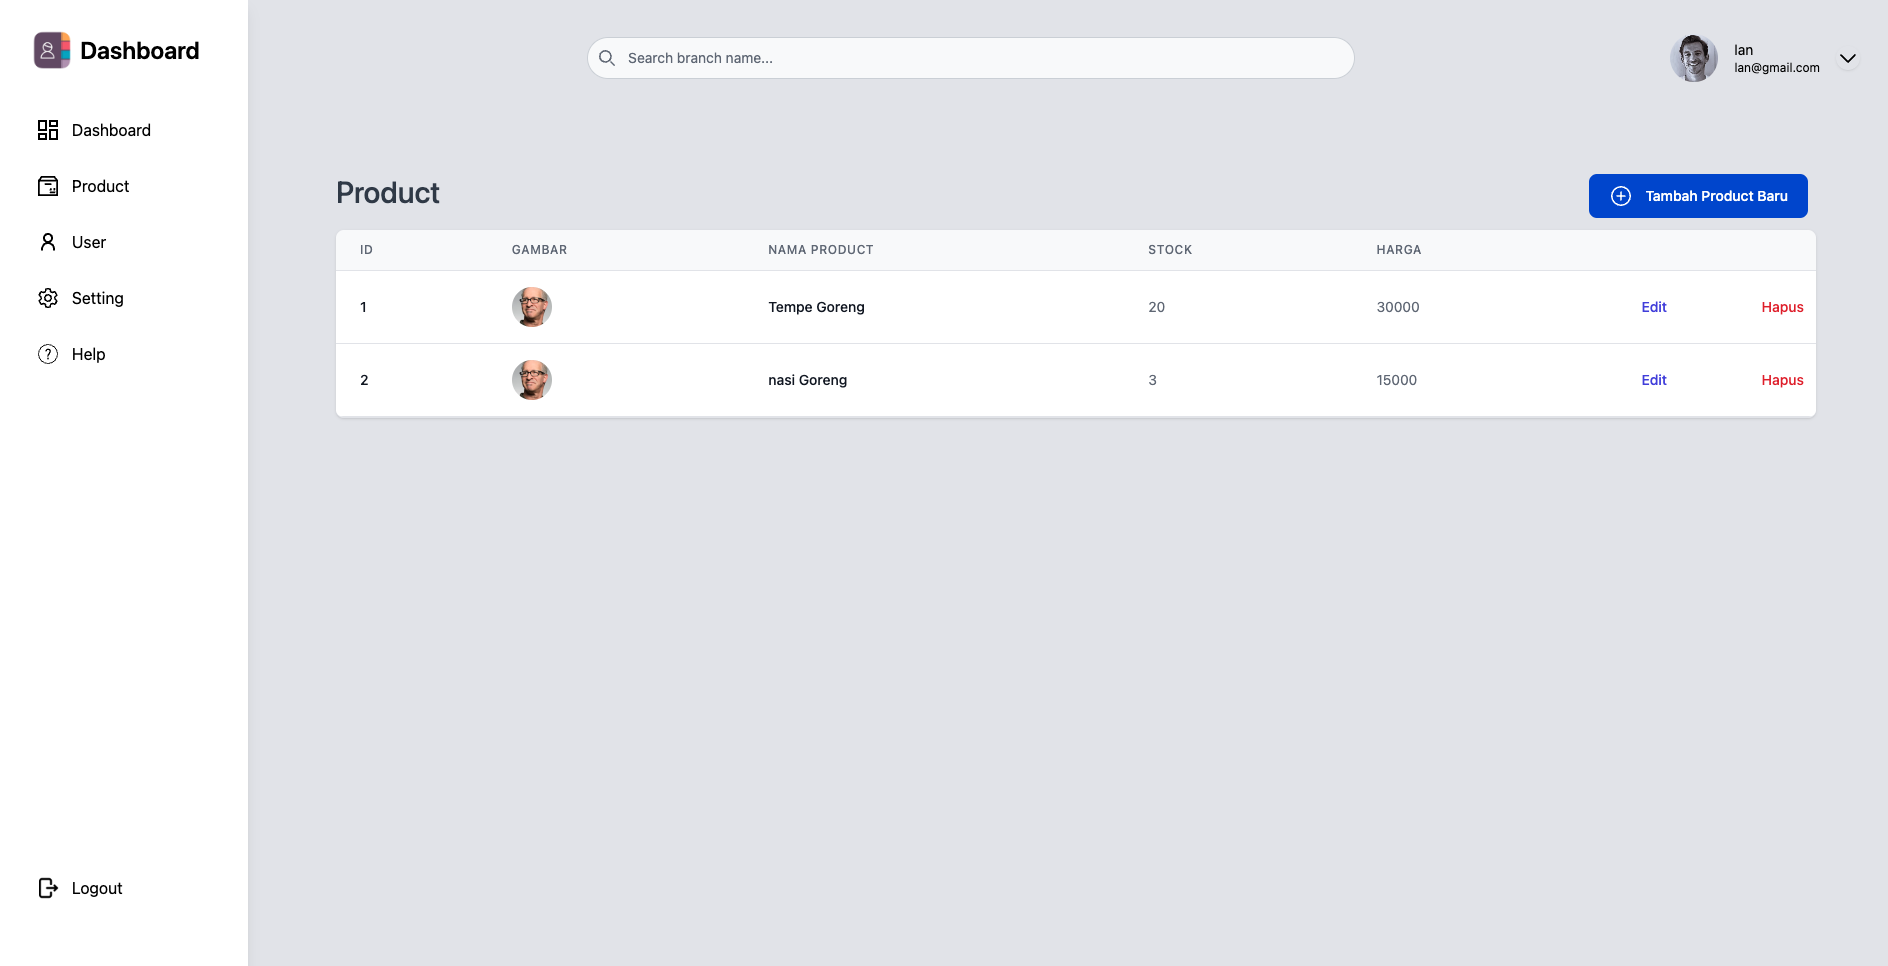 Dashboard
Search branch name...
Ian
Ian@gmail.com
Dashboard
Product
User
Setting
? Help
Logout
Product
Tambah Product Baru
ID GAMBAR NAMA PRODUCT STOCK HARGA
1 Tempe Goreng 20 30000 Edit Hapus
2 nasi Goreng 3 15000 Edit Hapus